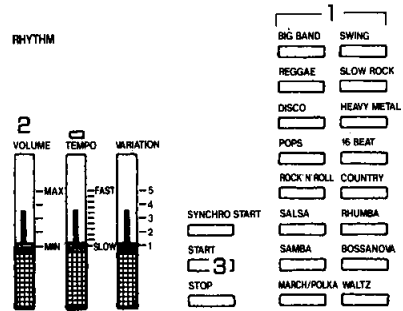 1
BIG BAND SWING
RHYTHM
REGGAE SLOW ROCK
DISCO HEAVY METAL
2
VOLUME TEMPO VARIATION
POPS 16 BEAT
ROCK'N'ROLL COUNTRY
MAX FAST 5
4
3
2
MIN SLOW 1
SYNCHRO START SALSA RHUMBA
START SAMBA BOSSANOVA
3
STOP MARCH/POLKA WALTZ